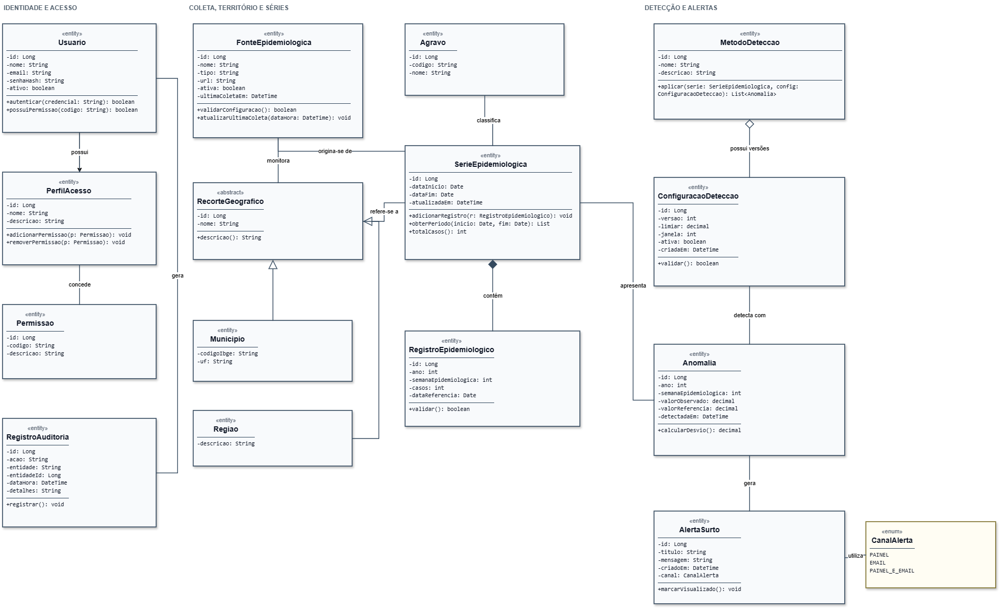 IDENTIDADE E ACESSO
COLETA, TERRITÓRIO E SÉRIES
DETECÇÃO E ALERTAS
«entity»
Usuario
-id: Long
-nome: String
-email: String
-senhaHash: String
-ativo: boolean
+autenticar(credencial: String): boolean
+possuiPermissao(codigo: String): boolean
possui
«entity»
PerfilAcesso
-id: Long
-nome: String
-descricao: String
+adicionarPermissao(p: Permissao): void
+removerPermissao(p: Permissao): void
concede
«entity»
Permissao
-id: Long
-codigo: String
-descricao: String
gera
«entity»
RegistroAuditoria
-id: Long
-acao: String
-entidade: String
-entidadeId: Long
-dataHora: DateTime
-detalhes: String
+registrar(): void
«entity»
FonteEpidemiologica
-id: Long
-nome: String
-tipo: String
-url: String
-ativa: boolean
-ultimaColetaEm: DateTime
+validarConfiguracao(): boolean
+atualizarUltimaColeta(dataHora: DateTime): void
origina-se de
monitora
«abstract»
RecorteGeografico
-id: Long
-nome: String
+descricao(): String
refere-se a
«entity»
Municipio
-codigoIbge: String
-uf: String
«entity»
Regiao
-descricao: String
«entity»
Agravo
-id: Long
-codigo: String
-nome: String
classifica
«entity»
SerieEpidemiologica
-id: Long
-dataInicio: Date
-dataFim: Date
-atualizadaEm: DateTime
+adicionarRegistro(r: RegistroEpidemiologico): void
+obterPeriodo(inicio: Date, fim: Date): List
+totalCasos(): int
contém
«entity»
RegistroEpidemiologico
-id: Long
-ano: int
-semanaEpidemiologica: int
-casos: int
-dataReferencia: Date
+validar(): boolean
apresenta
«entity»
MetodoDeteccao
-id: Long
-nome: String
-descricao: String
+aplicar(serie: SerieEpidemiologica, config:
ConfiguracaoDeteccao): List<Anomalia>
possui versões
«entity»
ConfiguracaoDeteccao
-id: Long
-versao: int
-limiar: decimal
-janela: int
-ativa: boolean
-criadaEm: DateTime
+validar(): boolean
detecta com
«entity»
Anomalia
-id: Long
-ano: int
-semanaEpidemiologica: int
-valorObservado: decimal
-valorReferencia: decimal
-detectadaEm: DateTime
+calcularDesvio(): decimal
gera
«entity»
AlertaSurto
-id: Long
-titulo: String
-mensagem: String
-criadoEm: DateTime
-canal: CanalAlerta
+marcarVisualizado(): void
utiliza
«enum»
CanalAlerta
PAINEL
EMAIL
PAINEL_E_EMAIL